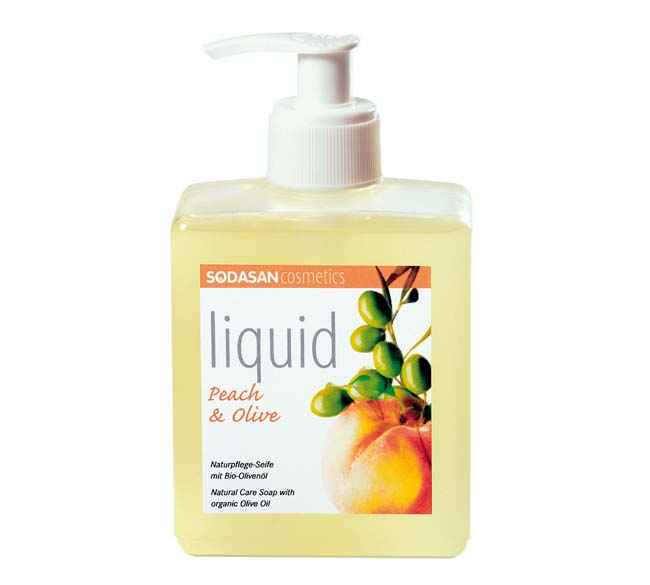 SODASANcosmetics
liquid
Peach
& Olive
Naturpflege-Seife
mit Bio-Olivenöl
Natural Care Soap with
organic Olive Oil